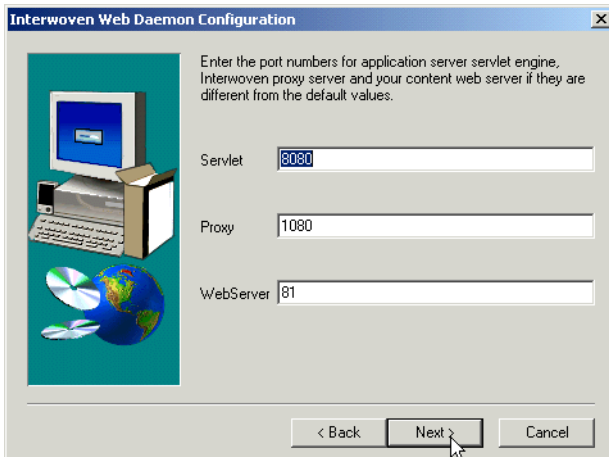 Interwoven Web Daemon Configuration
Enter the port numbers for application server servlet engine,
Interwoven proxy server and your content web server if they are
different from the default values.
Servlet 8080
Proxy 1080
WebServer 81
< Back Next > Cancel